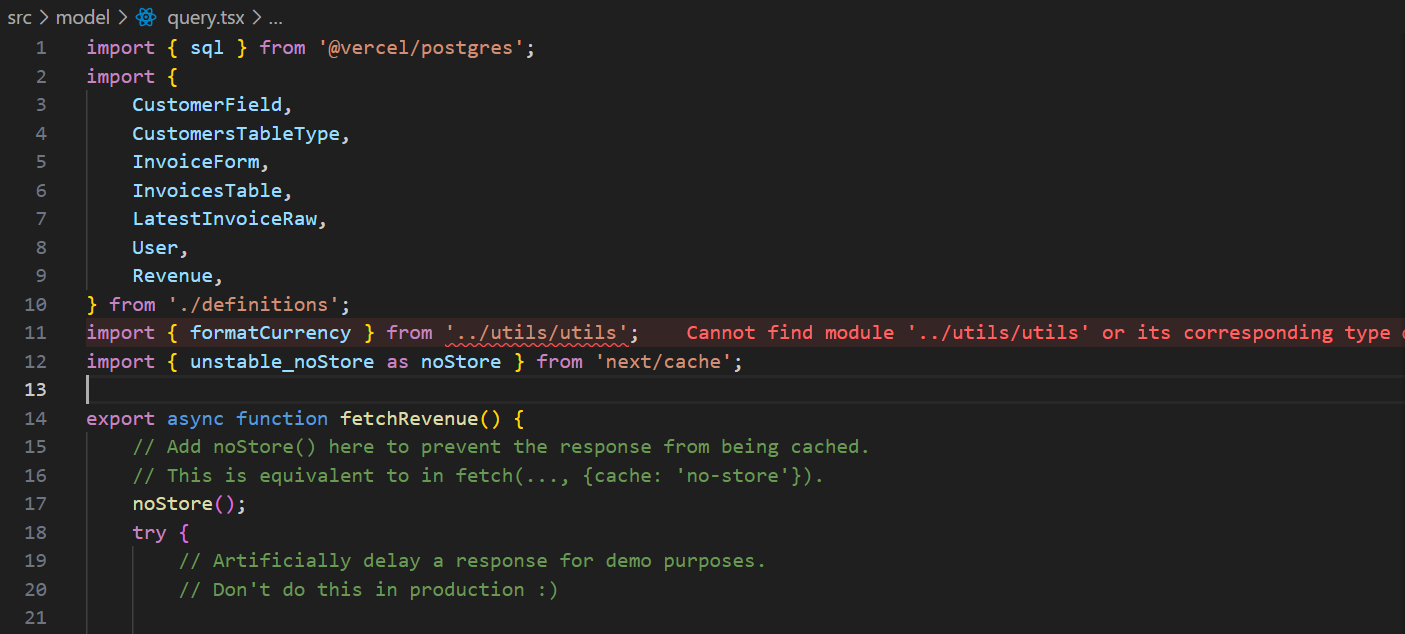 src > model > query.tsx > ...
1 import { sql } from '@vercel/postgres';
2 import {
3     CustomerField,
4     CustomersTableType,
5     InvoiceForm,
6     InvoicesTable,
7     LatestInvoiceRaw,
8     User,
9     Revenue,
10 } from './definitions';
11 import { formatCurrency } from '../utils/utils';    Cannot find module '../utils/utils' or its corresponding type
12 import { unstable_noStore as noStore } from 'next/cache';
13
14 export async function fetchRevenue() {
15     // Add noStore() here to prevent the response from being cached.
16     // This is equivalent to in fetch(..., {cache: 'no-store'}).
17     noStore();
18     try {
19         // Artificially delay a response for demo purposes.
20         // Don't do this in production :)
21